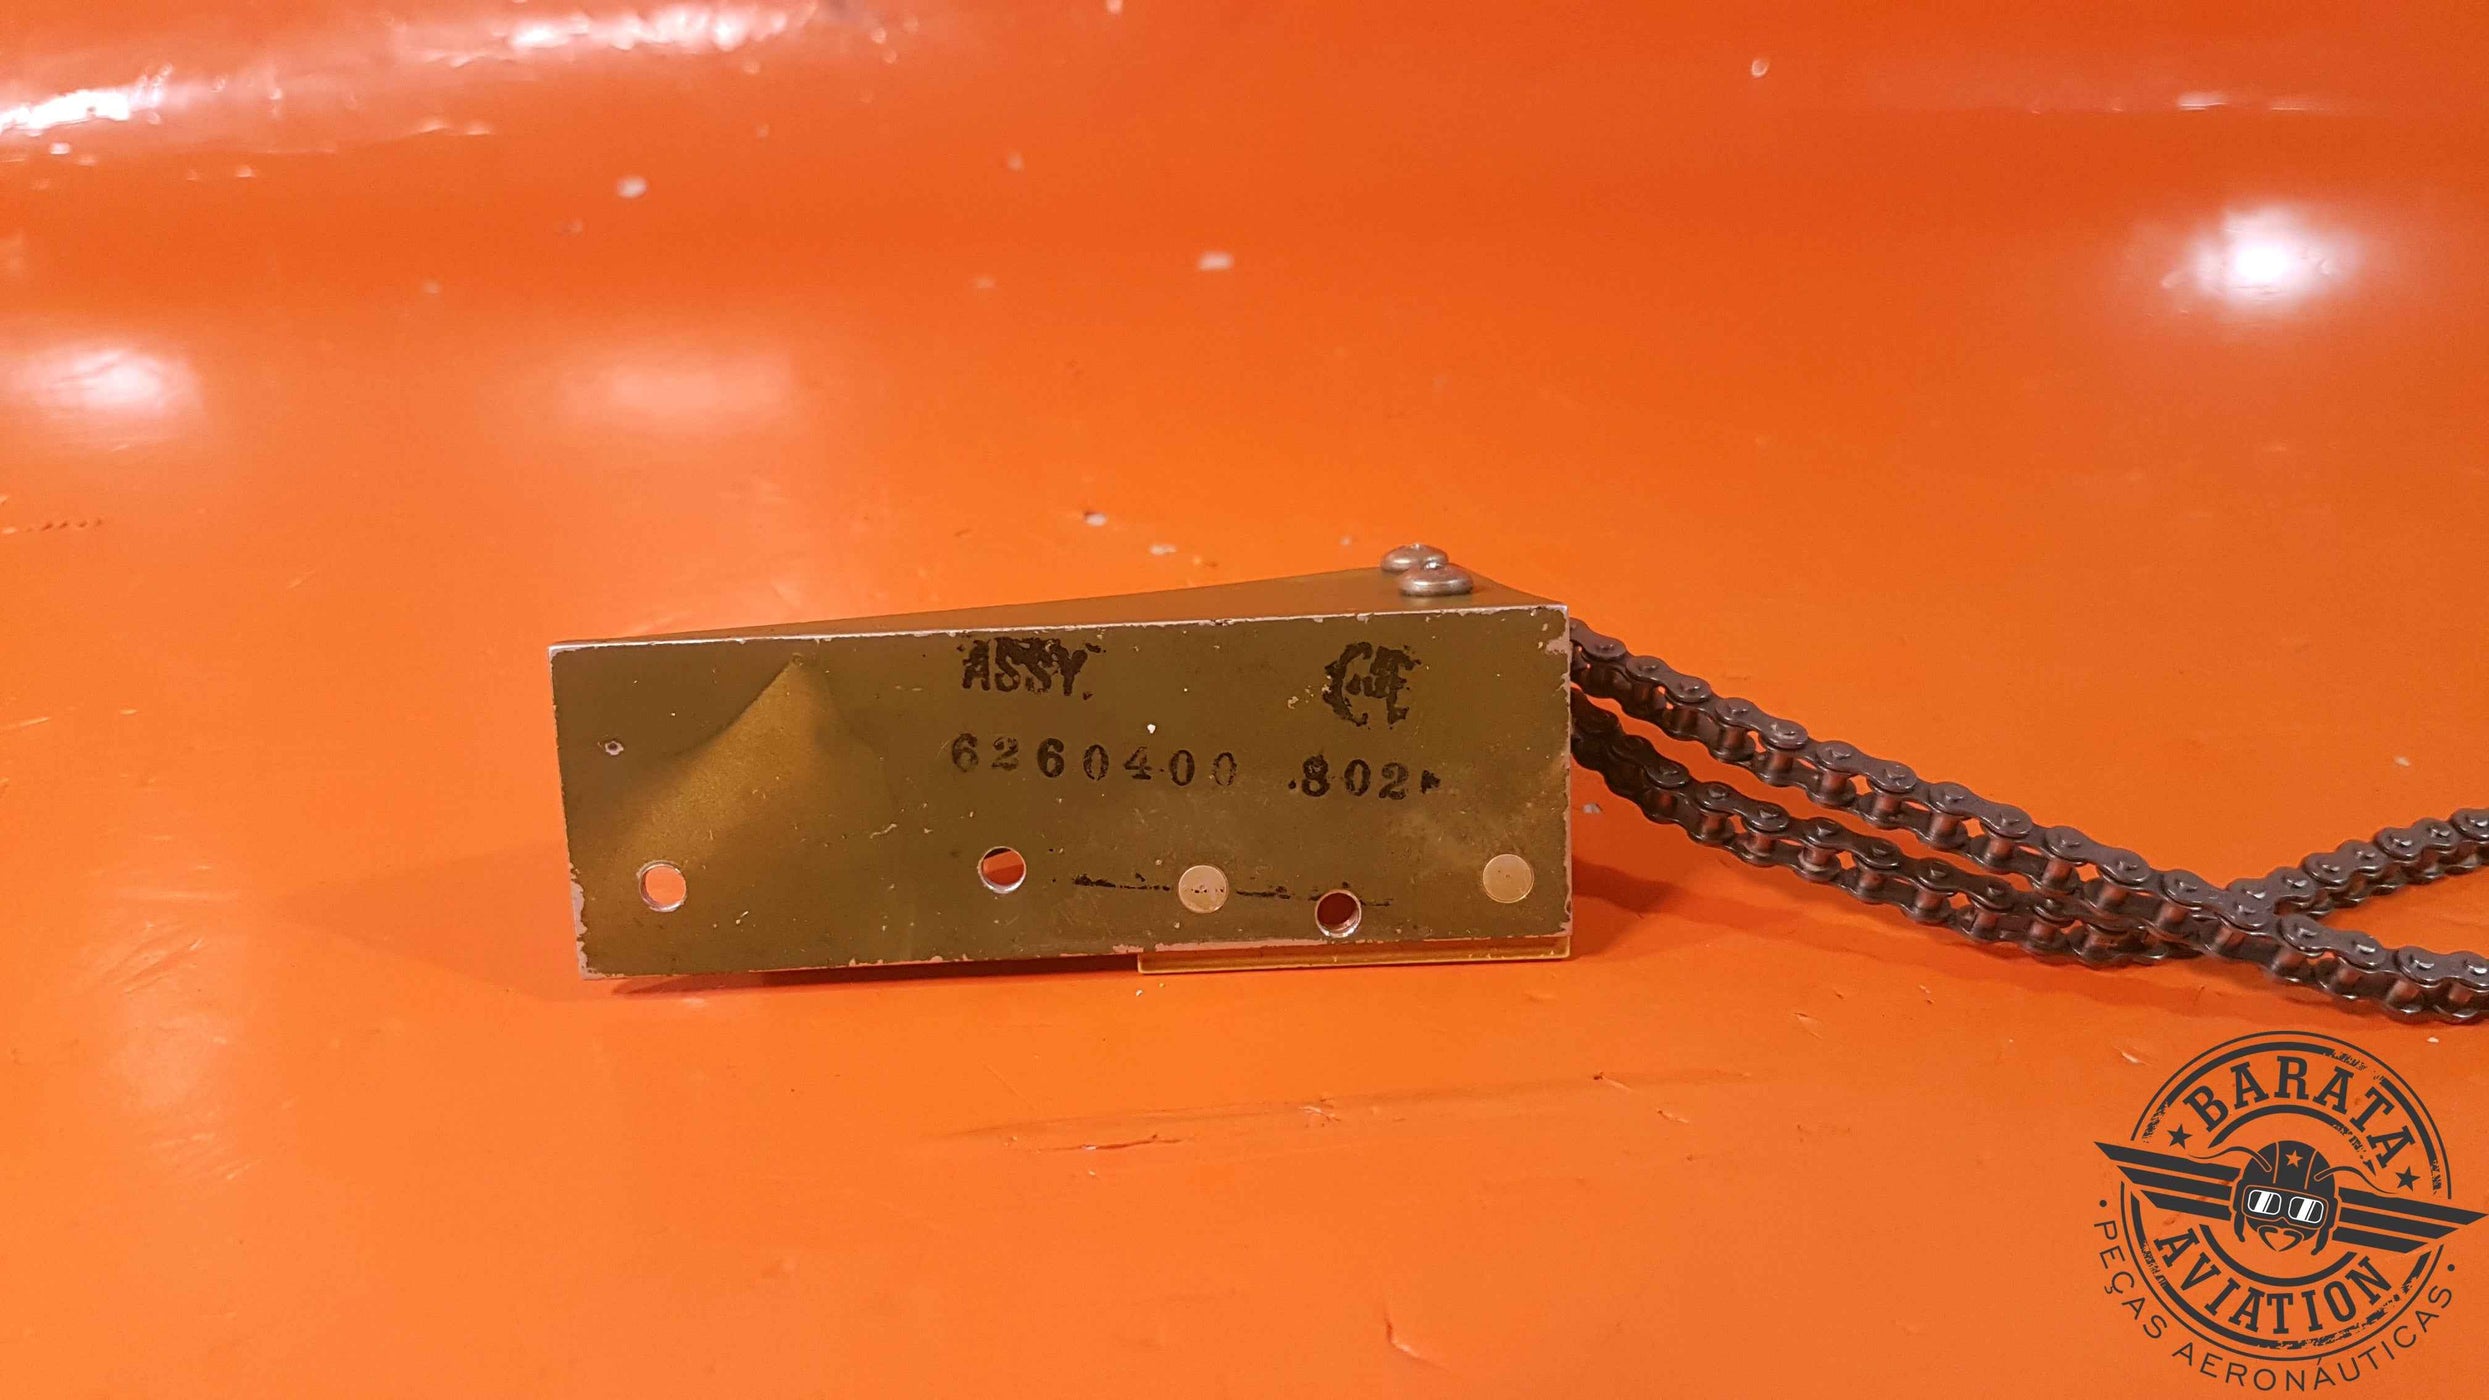 ASSY.
6260400 .802
BARATA
AVIATION
• PEÇAS AERONÁUTICAS •